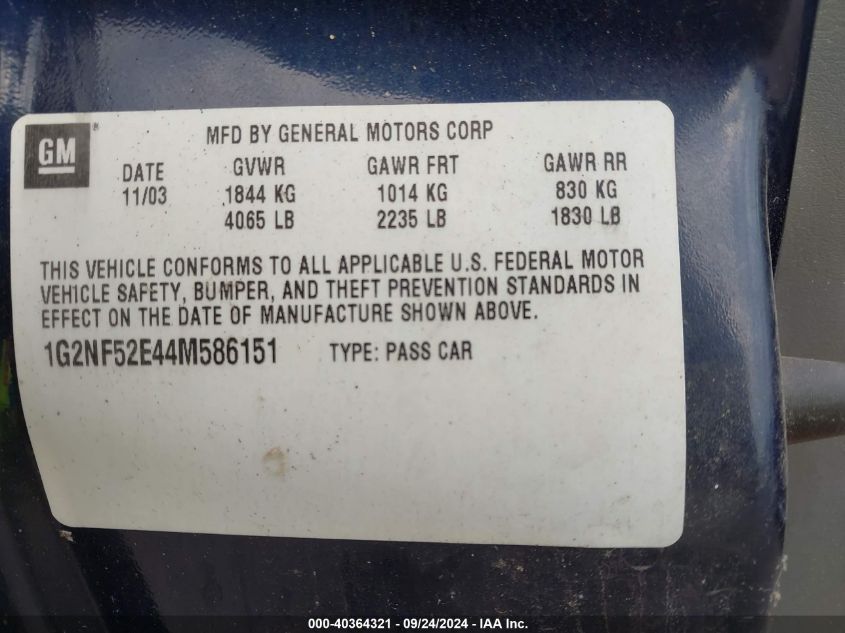 GM®
MFD BY GENERAL MOTORS CORP
DATE GVWR GAWR FRT GAWR RR
11/03 1844 KG 1014 KG 830 KG
4065 LB 2235 LB 1830 LB
THIS VEHICLE CONFORMS TO ALL APPLICABLE U.S. FEDERAL MOTOR
VEHICLE SAFETY, BUMPER, AND THEFT PREVENTION STANDARDS IN
EFFECT ON THE DATE OF MANUFACTURE SHOWN ABOVE.
1G2NF52E44M586151 TYPE: PASS CAR
000-40364321 - 09/24/2024 - IAA Inc.